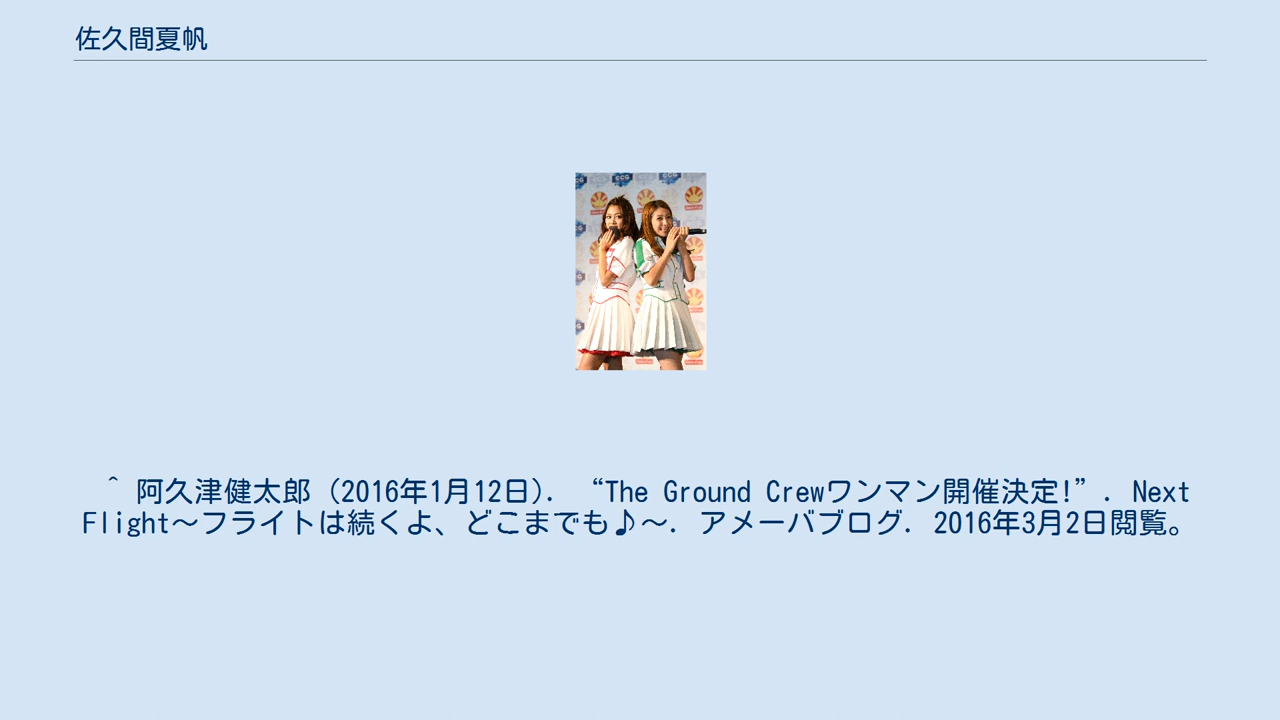 佐久間夏帆
CCG
^ 阿久津健太郎 (2016年1月12日). “The Ground Crewワンマン開催決定!”. Next
Flight〜フライトは続くよ、どこまでも♪〜. アメーバブログ. 2016年3月2日閲覧。